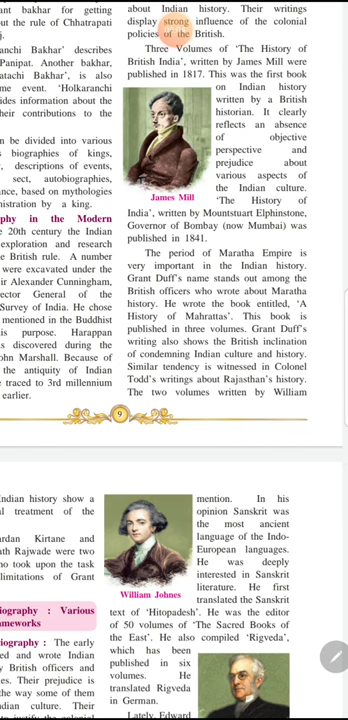 ant bakhar for getting
out the rule of Chhatrapati
j.
anchi Bakhar' describes
Panipat. Another bakhar,
atachi Bakhar', is also
me event. 'Holkaranchi
ides information about the
heir contributions to the
n be divided into various
s biographies of kings,
descriptions of events,
sect, autobiographies,
ance, based on mythologies
nistration by a king.
phy in the Modern
e 20th century the Indian
exploration and research
e British rule. A number
were excavated under the
ir Alexander Cunningham,
ector General of the
Survey of India. He chose
mentioned in the Buddhist
is purpose. Harappan
s discovered during the
ohn Marshall. Because of
the antiquity of Indian
e traced to 3rd millennium
earlier.
about Indian history. Their writings
display strong influence of the colonial
policies of the British.
Three Volumes of 'The History of
British India', written by James Mill were
published in 1817. This was the first book
on Indian history
written by a British
historian. It clearly
reflects an absence
of objective
perspective and
prejudice about
various aspects of
the Indian culture.
'The History of
James Mill
India', written by Mountstuart Elphinstone,
Governor of Bombay (now Mumbai) was
published in 1841.
The period of Maratha Empire is
very important in the Indian history.
Grant Duff's name stands out among the
British officers who wrote about Maratha
history. He wrote the book entitled, 'A
History of Mahrattas'. This book is
published in three volumes. Grant Duff's
writing also shows the British inclination
of condemning Indian culture and history.
Similar tendency is witnessed in Colonel
Todd's writings about Rajasthan's history.
The two volumes written by William
9
Indian history show a
al treatment of the
ardan Kirtane and
ath Rajwade were two
ho took upon the task
limitations of Grant
iography : Various
ameworks
iography : The early
ed and wrote Indian
y British officers and
es. Their prejudice is
the way some of them
ndian culture. Their
to justify the colonial
mention. In his
opinion Sanskrit was
the most ancient
language of the Indo-
European languages.
He was deeply
interested in Sanskrit
literature. He first
translated the Sanskrit
William Johnes
text of 'Hitopadesh'. He was the editor
of 50 volumes of 'The Sacred Books of
the East'. He also compiled 'Rigveda',
which has been
published in six
volumes. He
translated Rigveda
in German.
Lately, Edward